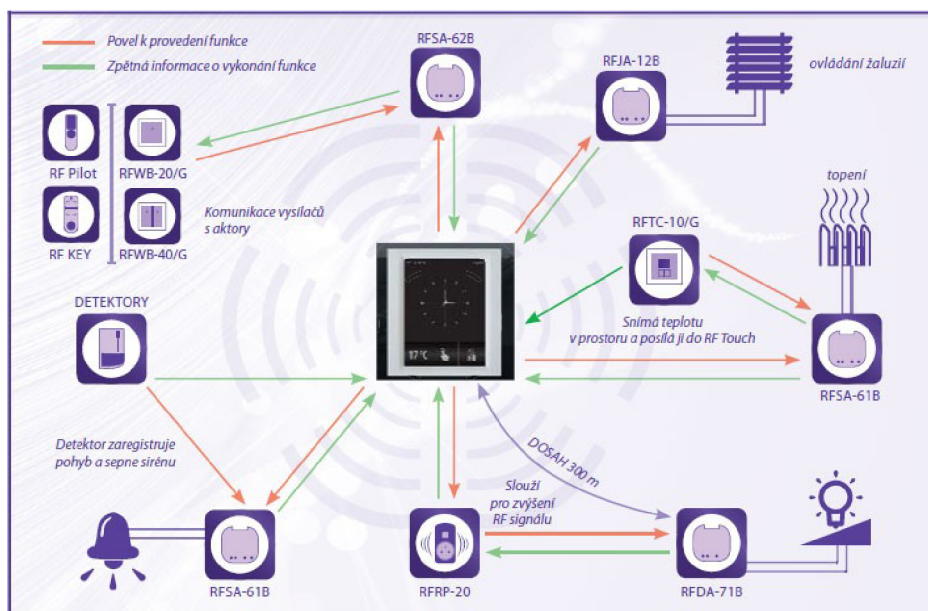 Povel k provedení funkce
Zpětná informace o vykonání funkce
RFSA-62B
RFJA-12B
ovládání žaluzií
RF Pilot
RFWB-20/G
RF KEY
RFWB-40/G
Komunikace vysílačů
s aktory
topení
RFTC-10/G
DETEKTORY
17°C
Snímá teplotu
v prostoru a posílá ji do RF Touch
RFSA-61B
Detektor zaregistruje
pohyb a sepne sirénu
DOSAH 300 m
Slouží
pro zvýšení
RF signálu
RFSA-61B
RFRP-20
RFDA-71B